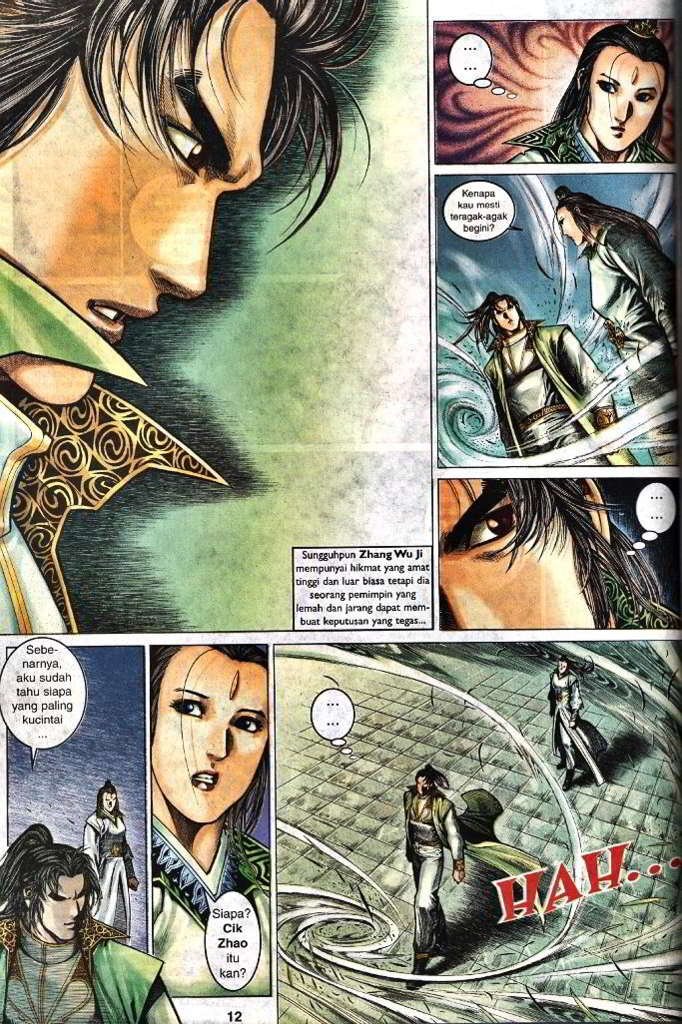 ...
...
Kenapa
kau mesti
teragak-agak
begini?
Sungguhpun Zhang Wu Ji
mempunyai hikmat yang amat
tinggi dan luar biasa tetapi dia
seorang pemimpin yang
lemah dan jarang dapat mem-
buat keputusan yang tegas...
...
...
Sebe-
narnya,
aku sudah
tahu siapa
yang paling
kucintai
...
Siapa?
Cik
Zhao
itu
kan?
...
...
HAH...
12